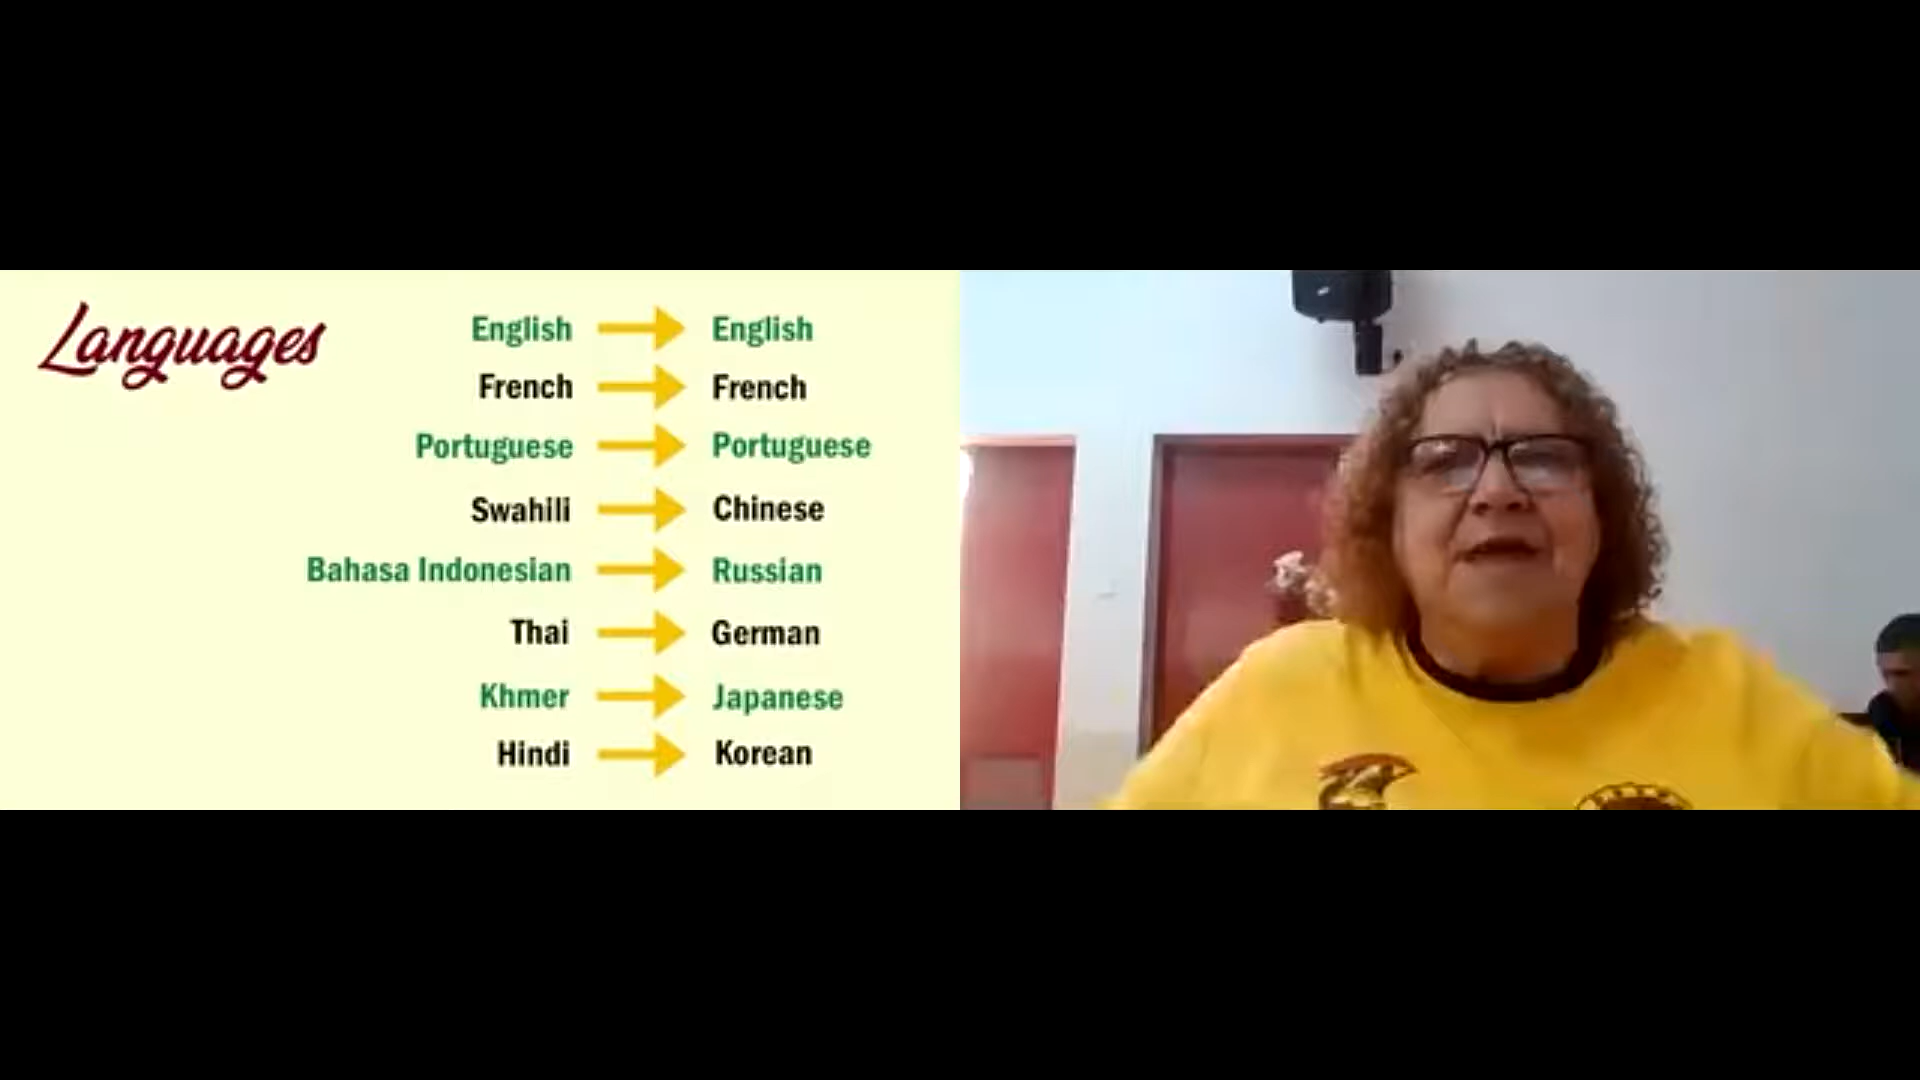 Languages
English → English
French → French
Portuguese → Portuguese
Swahili → Chinese
Bahasa Indonesian → Russian
Thai → German
Khmer → Japanese
Hindi → Korean